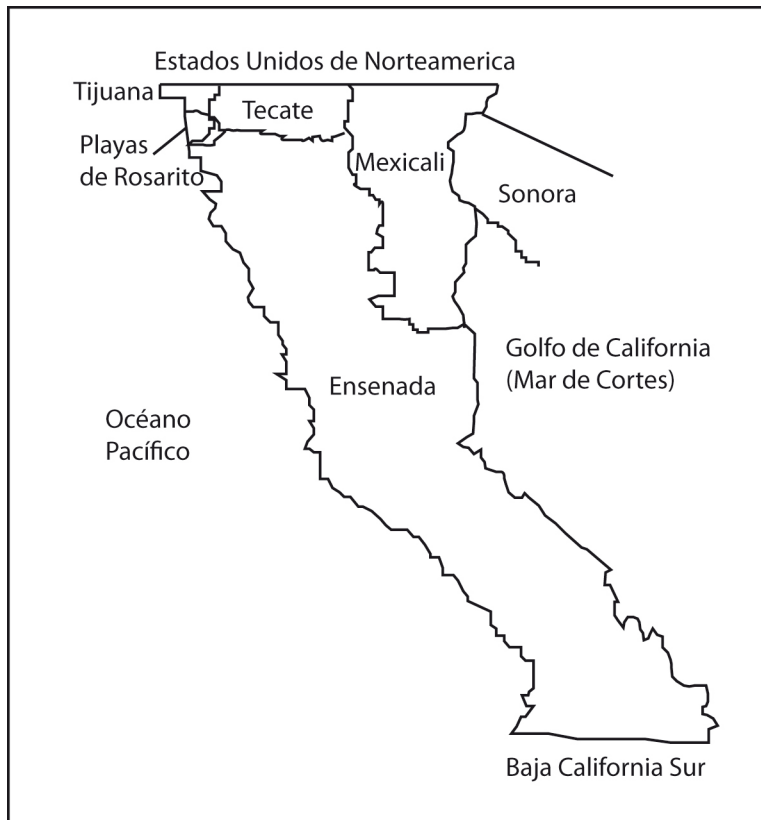 Estados Unidos de Norteamerica
Tijuana
Tecate
Playas
de Rosarito
Mexicali
Sonora
Golfo de California
(Mar de Cortes)
Ensenada
Océano
Pacífico
Baja California Sur